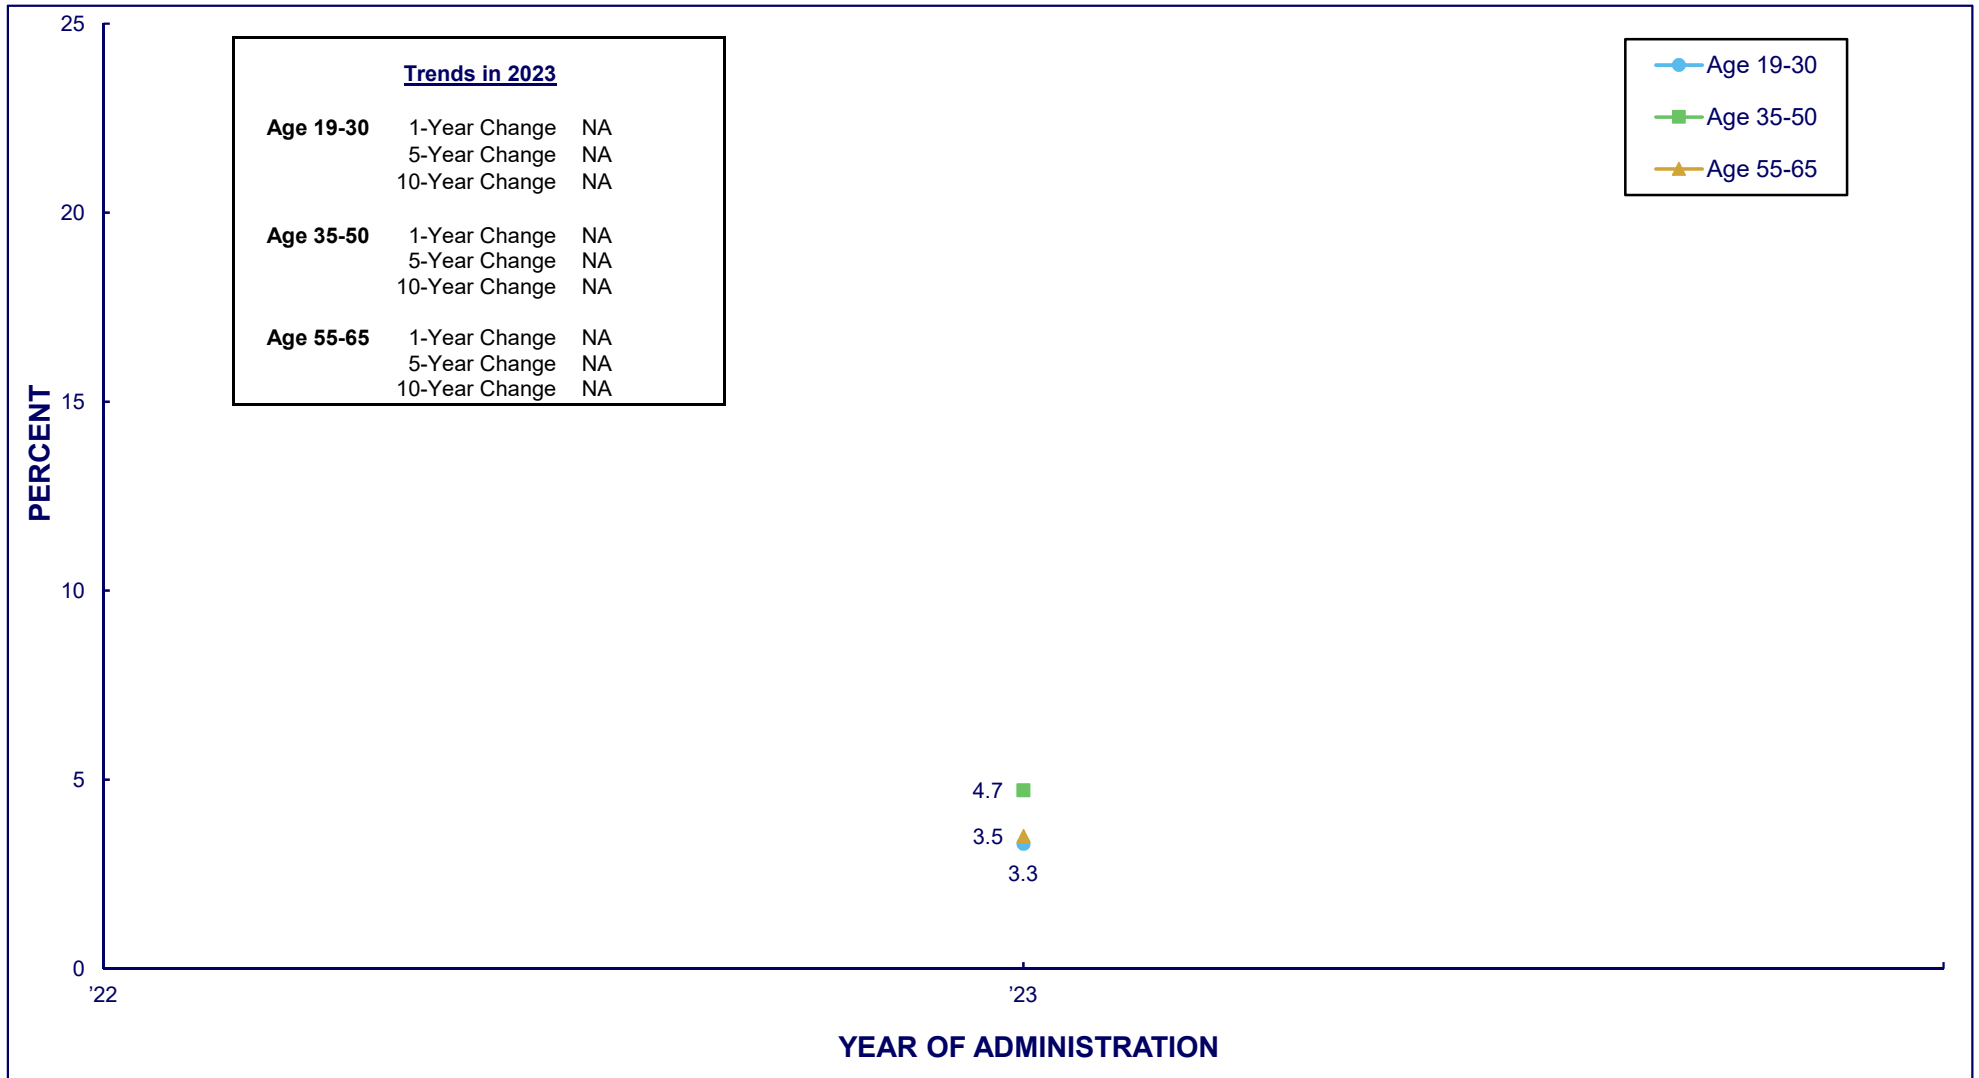 25
20
15
10
5
0
PERCENT
Trends in 2023
Age 19-30 1-Year Change NA
5-Year Change NA
10-Year Change NA
Age 35-50 1-Year Change NA
5-Year Change NA
10-Year Change NA
Age 55-65 1-Year Change NA
5-Year Change NA
10-Year Change NA
Age 19-30
Age 35-50
Age 55-65
4.7
3.5
3.3
’22 ’23
YEAR OF ADMINISTRATION